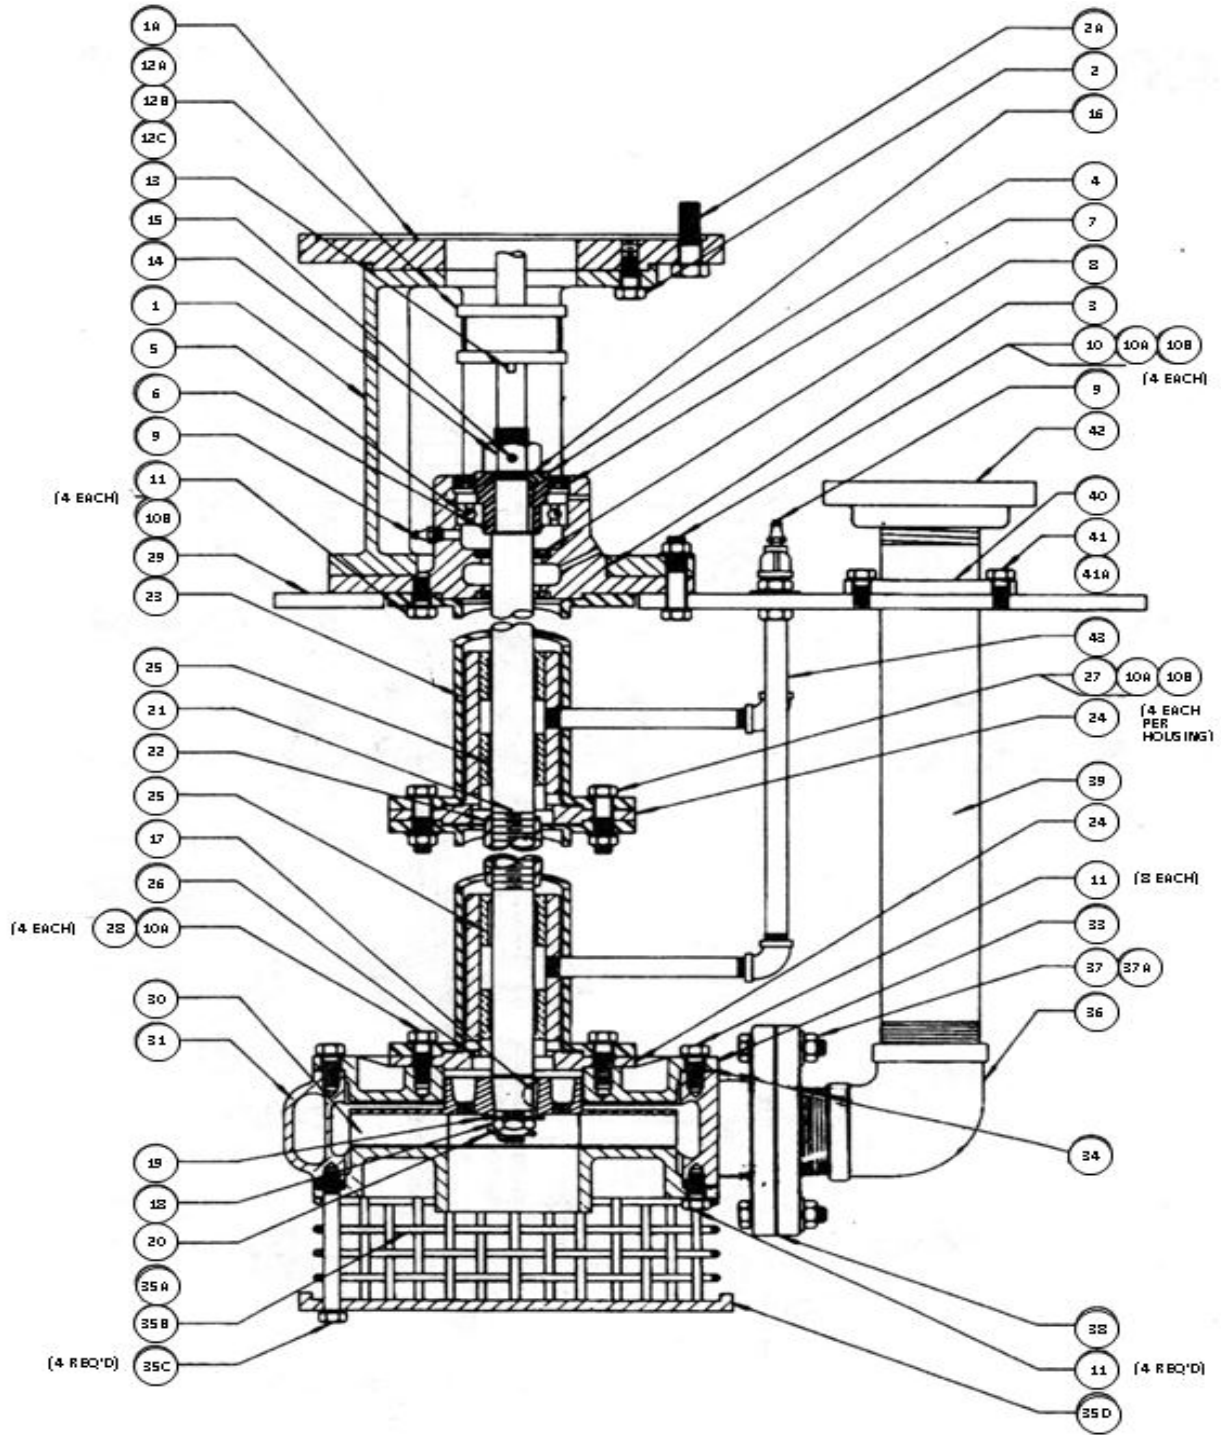 1A
12A
12B
12C
13
15
14
1
5
6
9
11
(4 EACH)
10B
29
23
25
21
22
25
17
26
(4 EACH) 28 10A
30
31
19
18
20
35A
35B
(4 REQ'D) 35C
2A
2
16
4
7
8
3
10 10A 10B
(4 EACH)
9
42
40
41
41A
43
27 10A 10B
24
(4 EACH
PER
HOUSING)
39
24
11 (8 EACH)
33
37 37A
36
34
38
11 (4 REQ'D)
35D